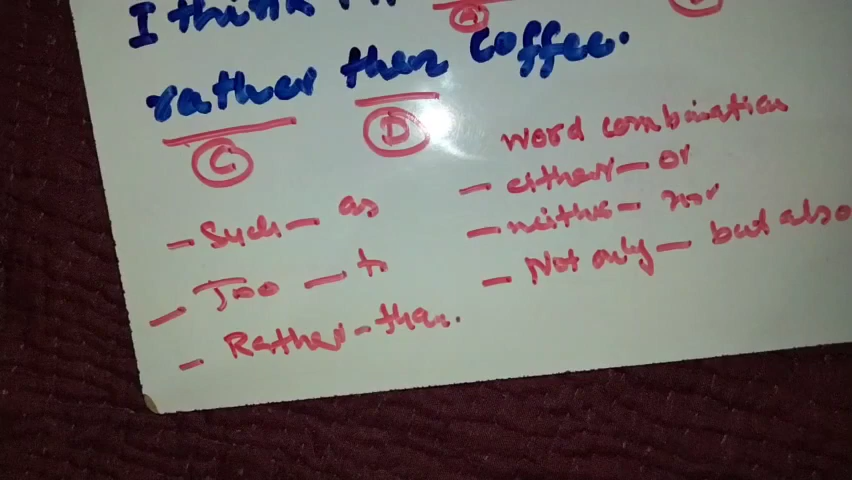 I think I'll
A
rather then coffee.
C D
word combination
- either - or
- neither - nor
- Not only - but also
- Such - as
- Too - to
- Rather - than.